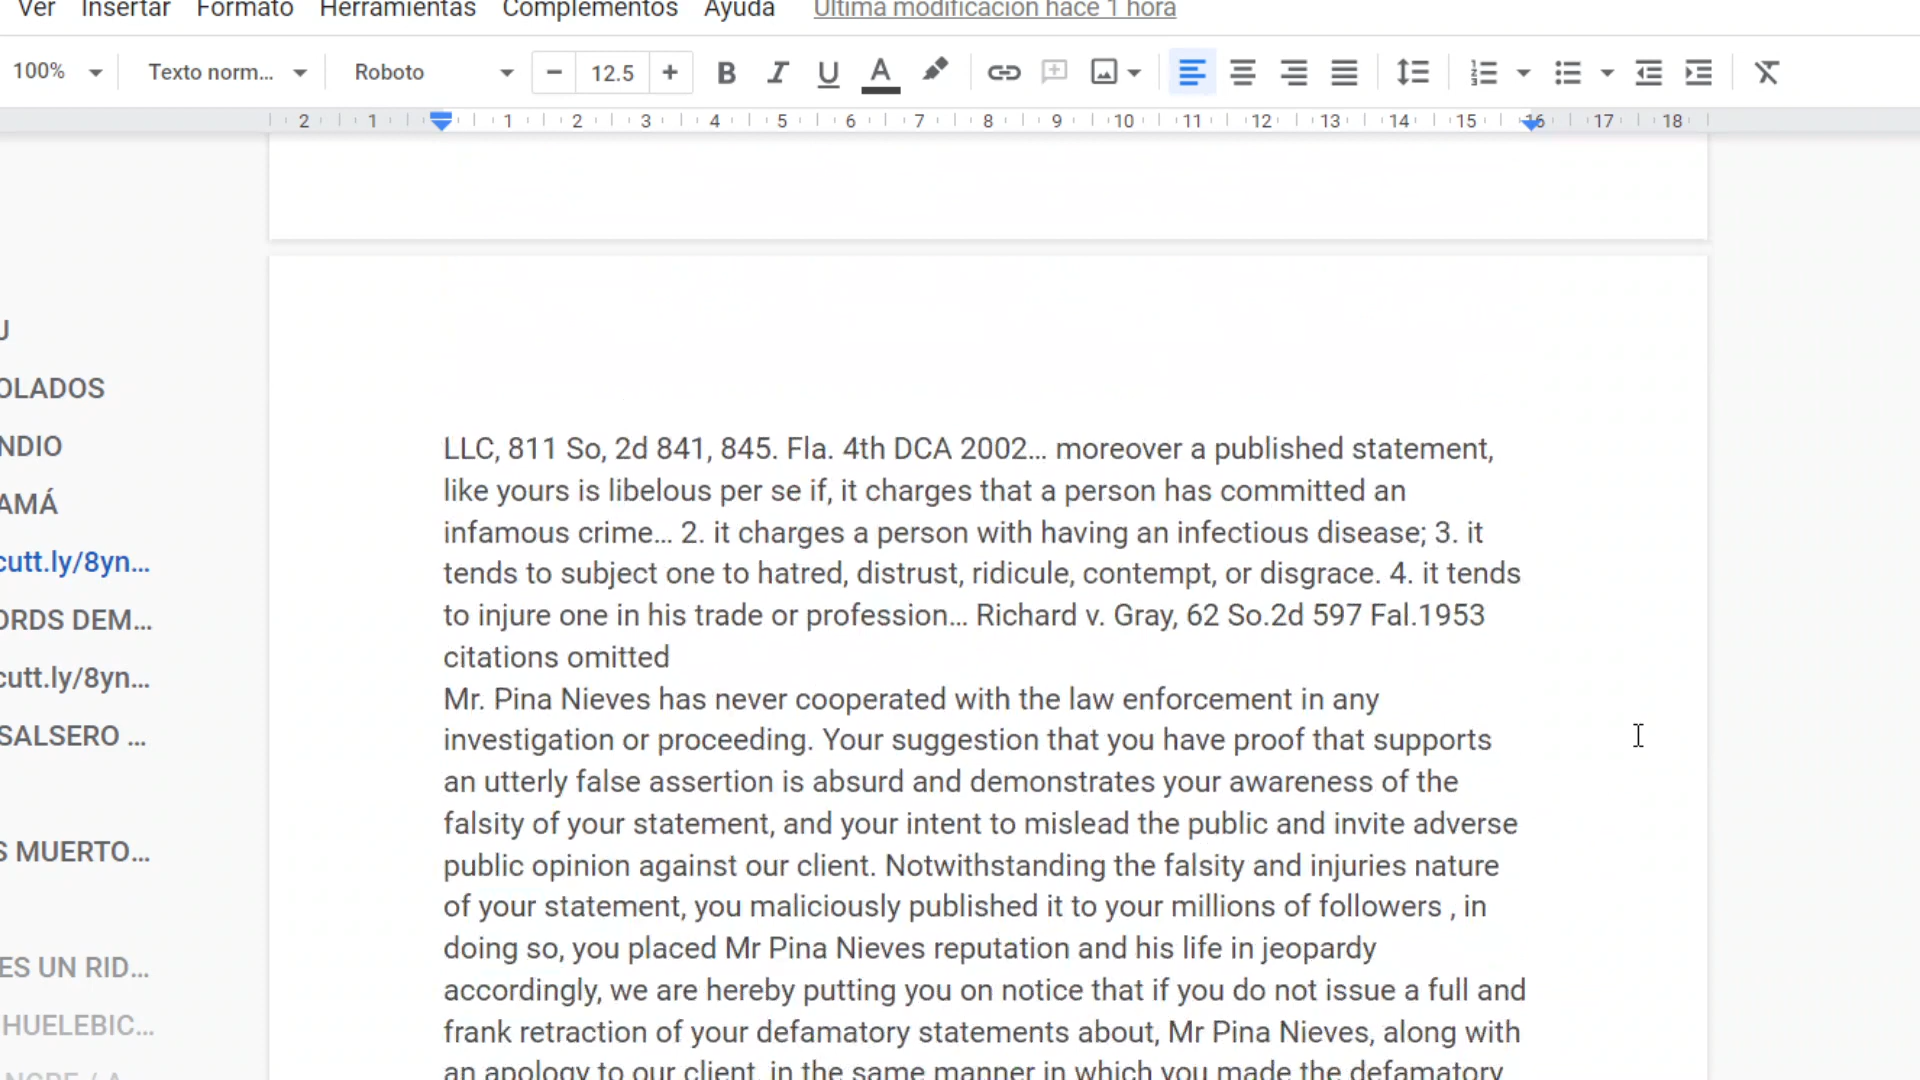 Ver Insertar Formato Herramientas Complementos Ayuda Última modificación hace 1 hora
100% Texto norm... Roboto − 12.5 + B I U A
2 1 1 2 3 4 5 6 7 8 9 10 11 12 13 14 15 16 17 18
J
OLADOS
NDIO
AMÁ
cutt.ly/8yn...
ORDS DEM...
cutt.ly/8yn...
SALSERO ...
S MUERTO...
ES UN RID...
HUELEBIC...
LLC, 811 So, 2d 841, 845. Fla. 4th DCA 2002... moreover a published statement,
like yours is libelous per se if, it charges that a person has committed an
infamous crime... 2. it charges a person with having an infectious disease; 3. it
tends to subject one to hatred, distrust, ridicule, contempt, or disgrace. 4. it tends
to injure one in his trade or profession... Richard v. Gray, 62 So.2d 597 Fal.1953
citations omitted
Mr. Pina Nieves has never cooperated with the law enforcement in any
investigation or proceeding. Your suggestion that you have proof that supports
an utterly false assertion is absurd and demonstrates your awareness of the
falsity of your statement, and your intent to mislead the public and invite adverse
public opinion against our client. Notwithstanding the falsity and injuries nature
of your statement, you maliciously published it to your millions of followers , in
doing so, you placed Mr Pina Nieves reputation and his life in jeopardy
accordingly, we are hereby putting you on notice that if you do not issue a full and
frank retraction of your defamatory statements about, Mr Pina Nieves, along with
an apology to our client, in the same manner in which you made the defamatory